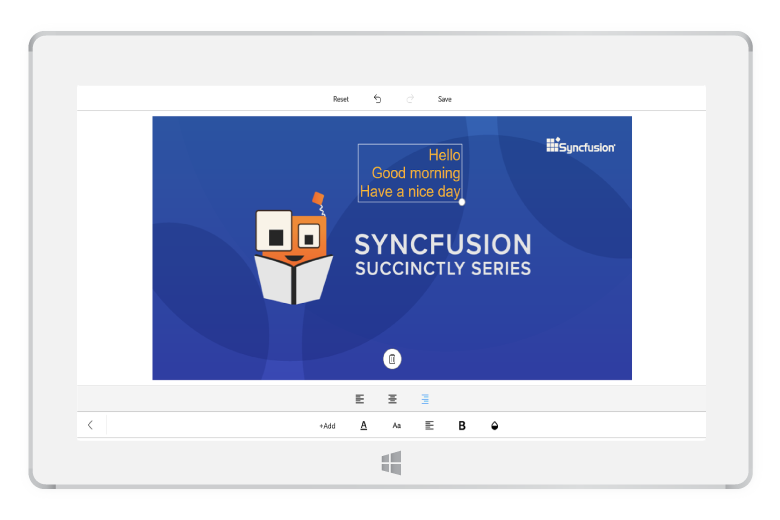 Reset
Save
Syncfusion
Hello
Good morning
Have a nice day
SYNCFUSION
SUCCINCTLY SERIES
+Add
A
Aa
B